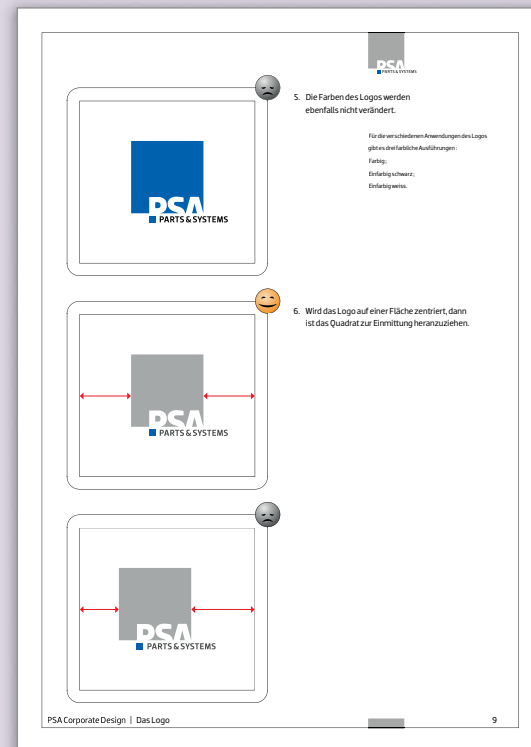 PSA
PARTS & SYSTEMS
5. Die Farben des Logos werden
ebenfalls nicht verändert.
Für die verschiedenen Anwendungen des Logos
gibt es drei farbliche Ausführungen :
Farbig;
Einfarbig schwarz;
Einfarbig weiss.
PSA
PARTS & SYSTEMS
6. Wird das Logo auf einer Fläche zentriert, dann
ist das Quadrat zur Einmittung heranzuziehen.
PSA
PARTS & SYSTEMS
PSA
PARTS & SYSTEMS
PSA Corporate Design | Das Logo
9